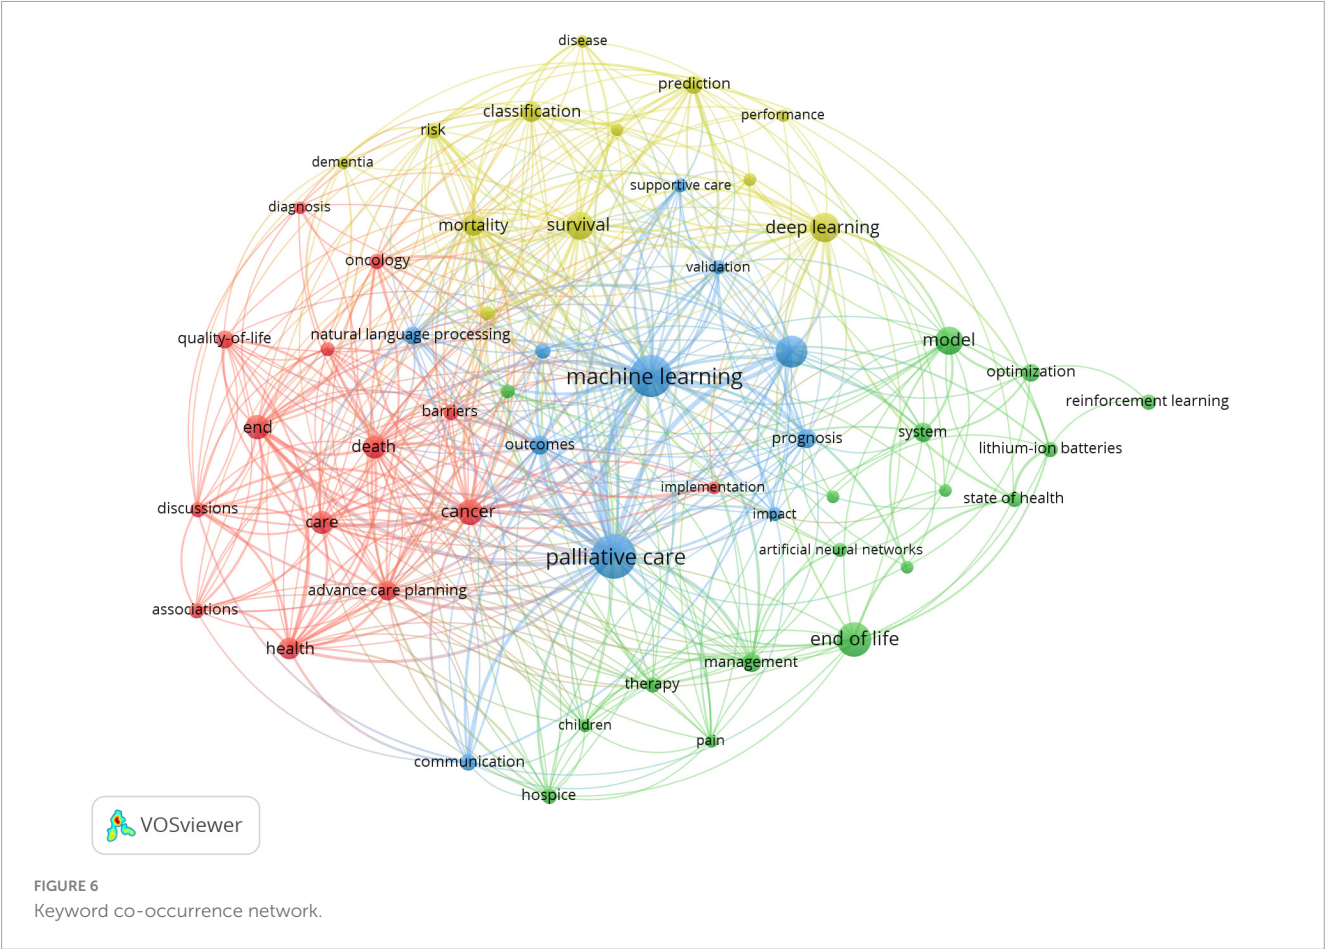 disease
prediction
classification
performance
risk
dementia
supportive care
diagnosis
mortality
survival
deep learning
oncology
validation
quality-of-life
natural language processing
model
machine learning
optimization
reinforcement learning
barriers
end
death
outcomes
prognosis
system
lithium-ion batteries
implementation
state of health
discussions
care
cancer
impact
artificial neural networks
palliative care
advance care planning
associations
health
end of life
management
therapy
children
pain
communication
hospice
VOSviewer
FIGURE 6
Keyword co-occurrence network.